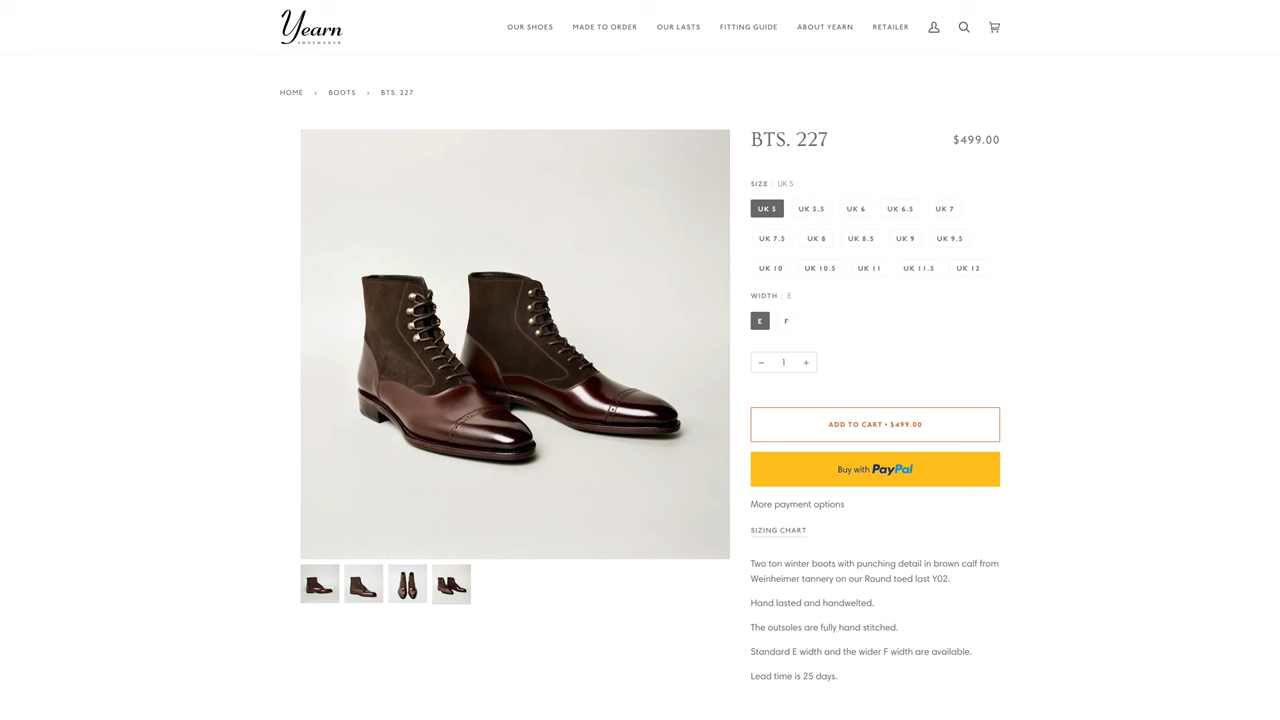 Yearn
SHOEMAKER
OUR SHOES MADE TO ORDER OUR LASTS FITTING GUIDE ABOUT YEARN RETAILER
HOME › BOOTS › BTS. 227
BTS. 227 $499.00
SIZE | UK 5
UK 5 UK 5.5 UK 6 UK 6.5 UK 7
UK 7.5 UK 8 UK 8.5 UK 9 UK 9.5
UK 10 UK 10.5 UK 11 UK 11.5 UK 12
WIDTH | E
E F
− 1 +
ADD TO CART • $499.00
Buy with PayPal
More payment options
SIZING CHART
Two ton winter boots with punching detail in brown calf from
Weinheimer tannery on our Round toed last Y02.
Hand lasted and handwelted.
The outsoles are fully hand stitched.
Standard E width and the wider F width are available.
Lead time is 25 days.